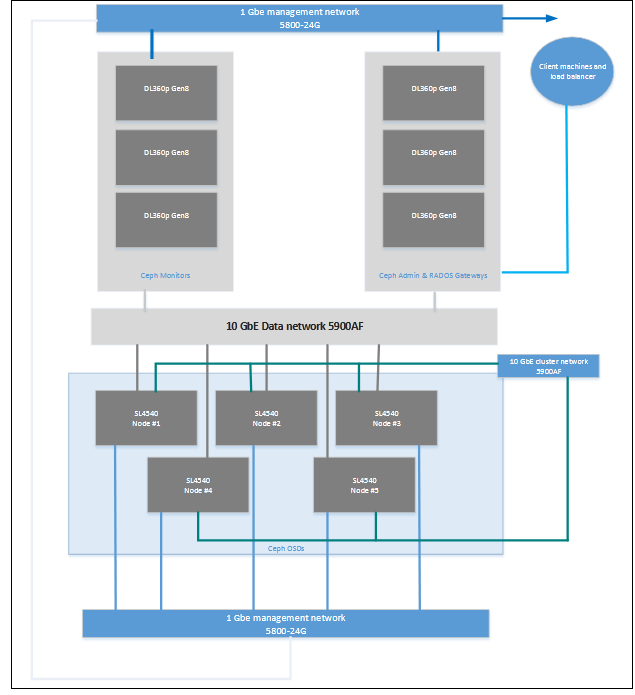 1 Gbe management network
5800-24G
Client machines and
load balancer
DL360p Gen8
DL360p Gen8
DL360p Gen8
Ceph Monitors
DL360p Gen8
DL360p Gen8
DL360p Gen8
Ceph Admin & RADOS Gateways
10 GbE Data network 5900AF
10 GbE cluster network
5900AF
SL4540
Node #1
SL4540
Node #2
SL4540
Node #3
SL4540
Node #4
SL4540
Node #5
Ceph OSDs
1 Gbe management network
5800-24G